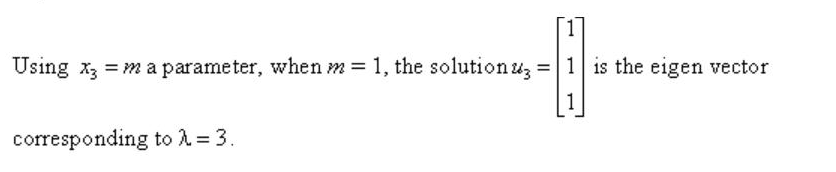 Using x₃ = m a parameter, when m = 1, the solution u₃ = [1 1 1] is the eigen vector
corresponding to λ = 3.